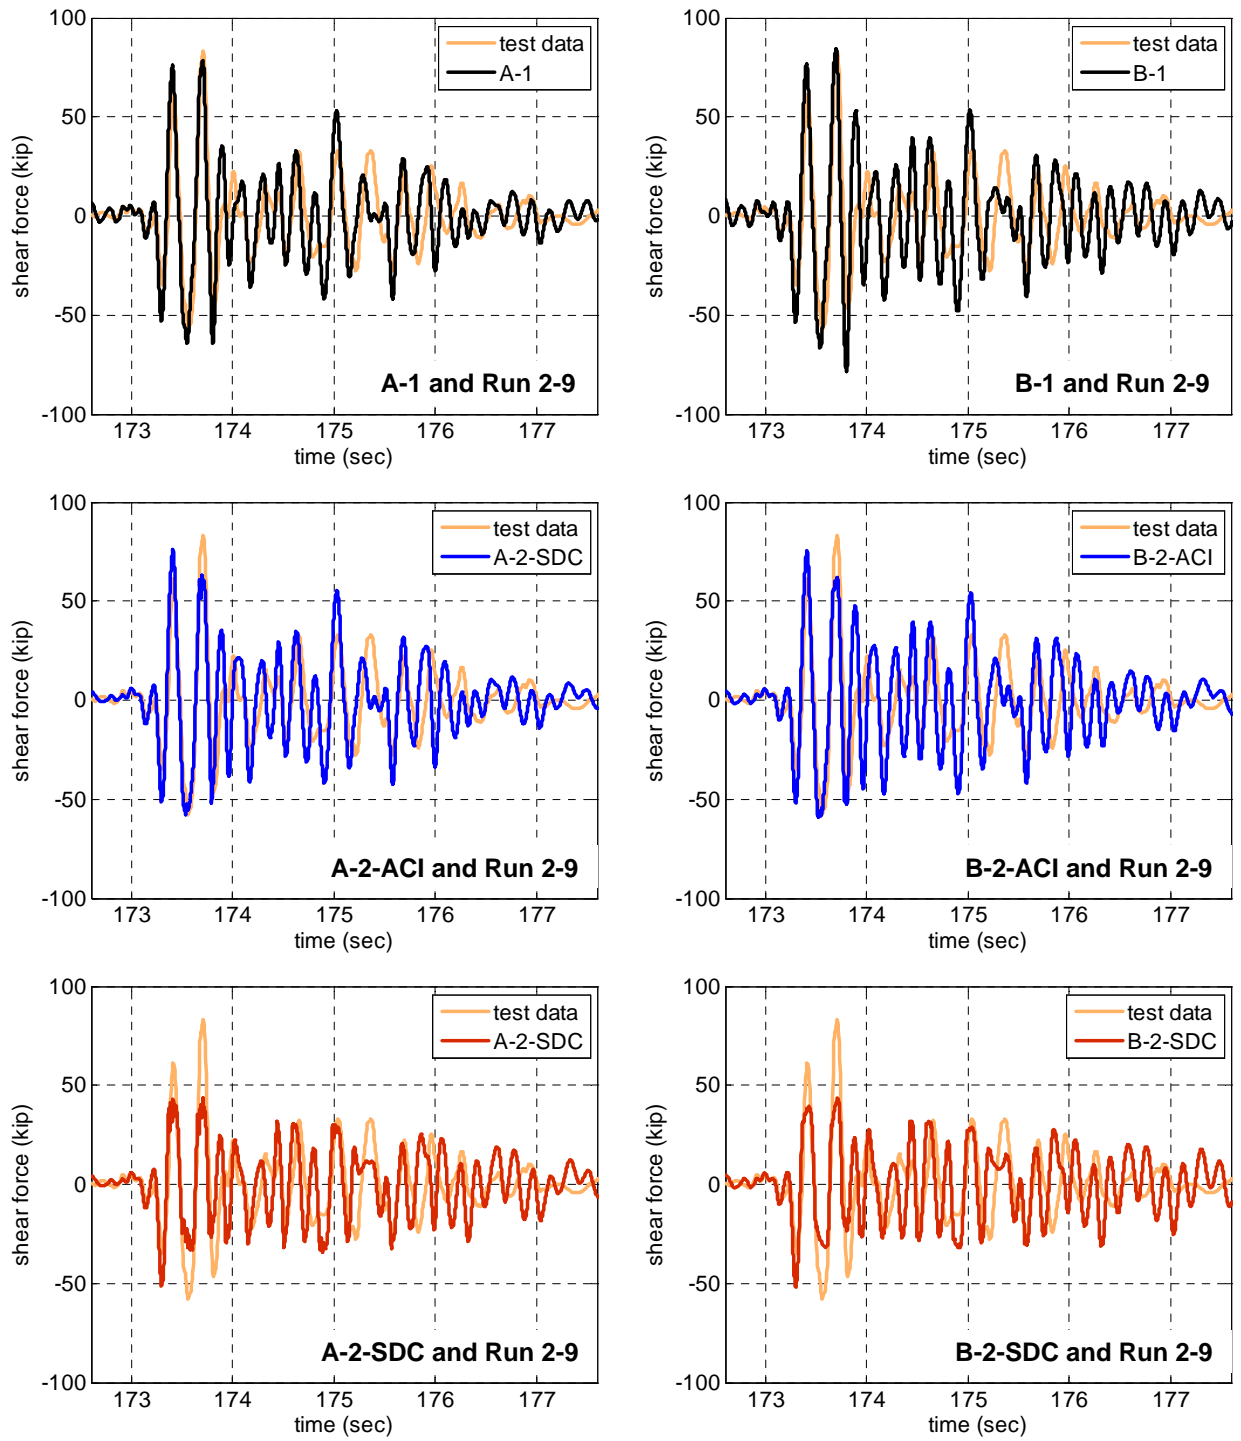 100
50
0
-50
-100
shear force (kip)
test data
A-1
A-1 and Run 2-9
173
174
175
176
177
time (sec)
100
50
0
-50
-100
shear force (kip)
test data
B-1
B-1 and Run 2-9
173
174
175
176
177
time (sec)
100
50
0
-50
-100
shear force (kip)
test data
A-2-SDC
A-2-ACI and Run 2-9
173
174
175
176
177
time (sec)
100
50
0
-50
-100
shear force (kip)
test data
B-2-ACI
B-2-ACI and Run 2-9
173
174
175
176
177
time (sec)
100
50
0
-50
-100
shear force (kip)
test data
A-2-SDC
A-2-SDC and Run 2-9
173
174
175
176
177
time (sec)
100
50
0
-50
-100
shear force (kip)
test data
B-2-SDC
B-2-SDC and Run 2-9
173
174
175
176
177
time (sec)